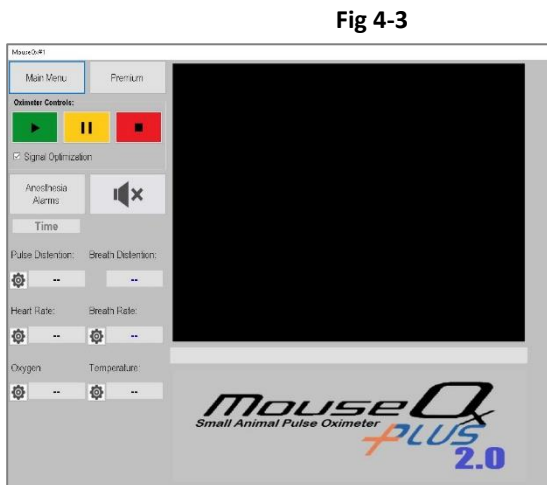 Fig 4-3
MouseOx#1
Main Menu Premium
Oximeter Controls:
Signal Optimization
Anesthesia
Alarms
Time
Pulse Distention: Breath Distention:
-- --
Heart Rate: Breath Rate:
-- --
Oxygen Temperature:
-- --
MouseOx
Small Animal Pulse Oximeter
PLUS
2.0